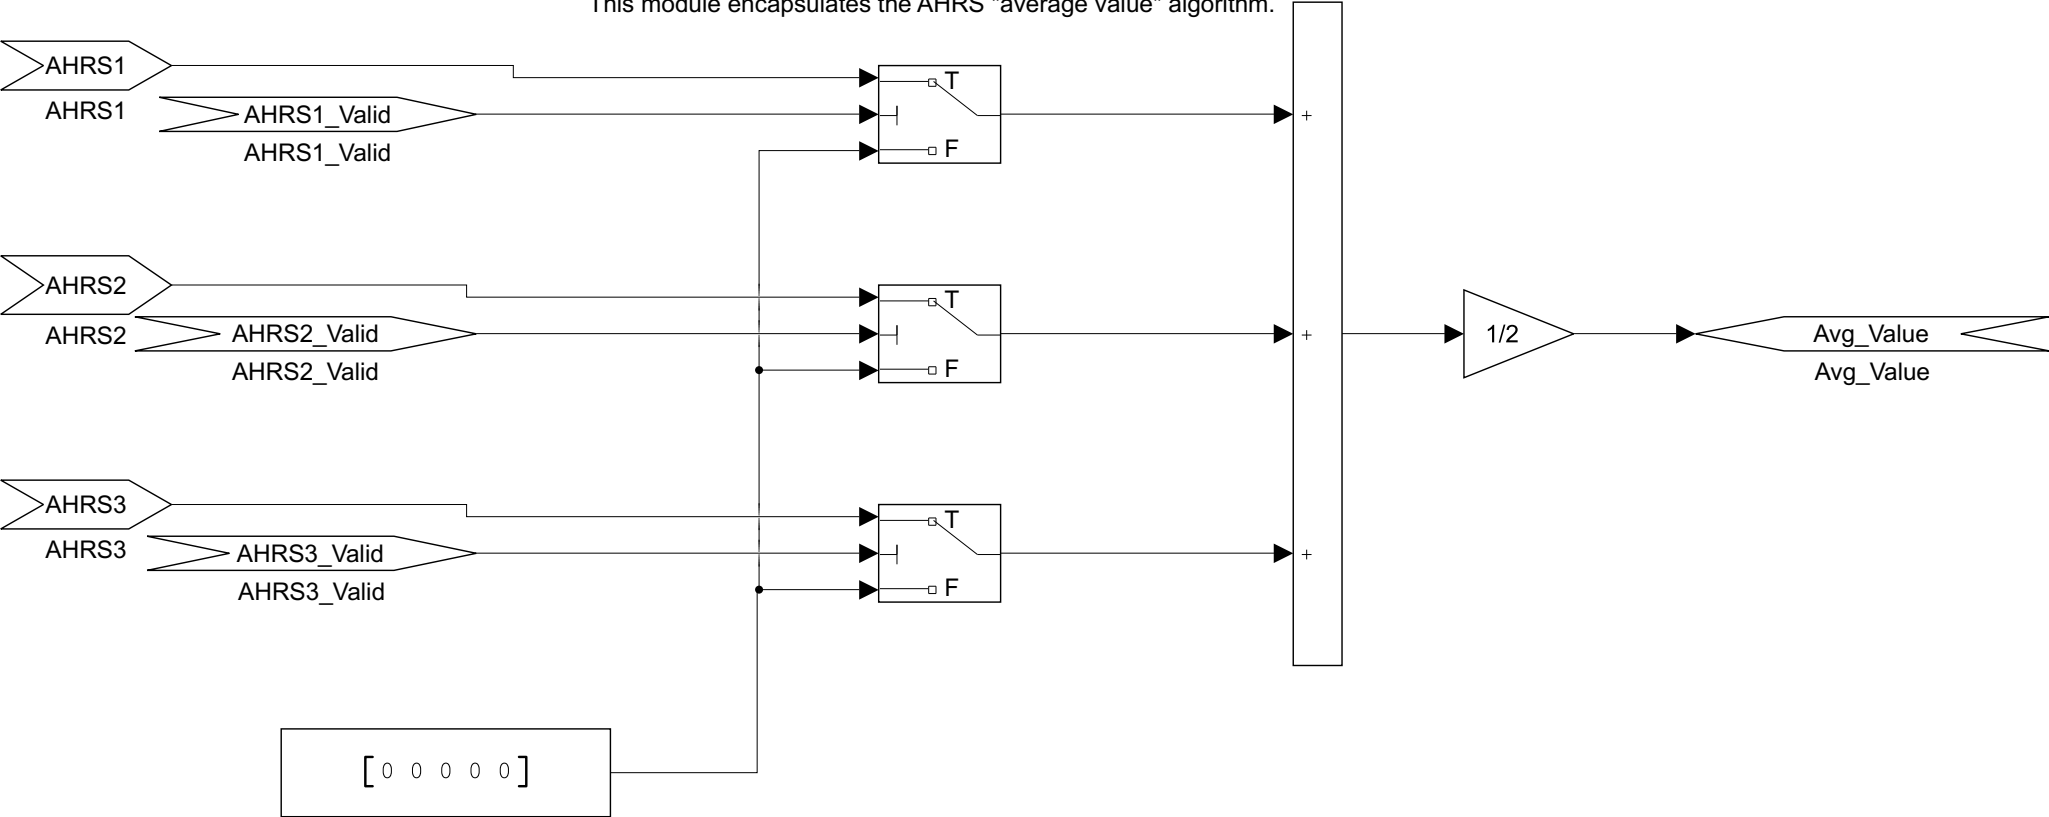 This module encapsulates the AHRS "average value" algorithm.
AHRS1
AHRS1
AHRS1_Valid
AHRS1_Valid
T
F
+
AHRS2
AHRS2
AHRS2_Valid
AHRS2_Valid
T
F
+
1/2
Avg_Value
Avg_Value
AHRS3
AHRS3
AHRS3_Valid
AHRS3_Valid
T
F
+
[0 0 0 0 0]